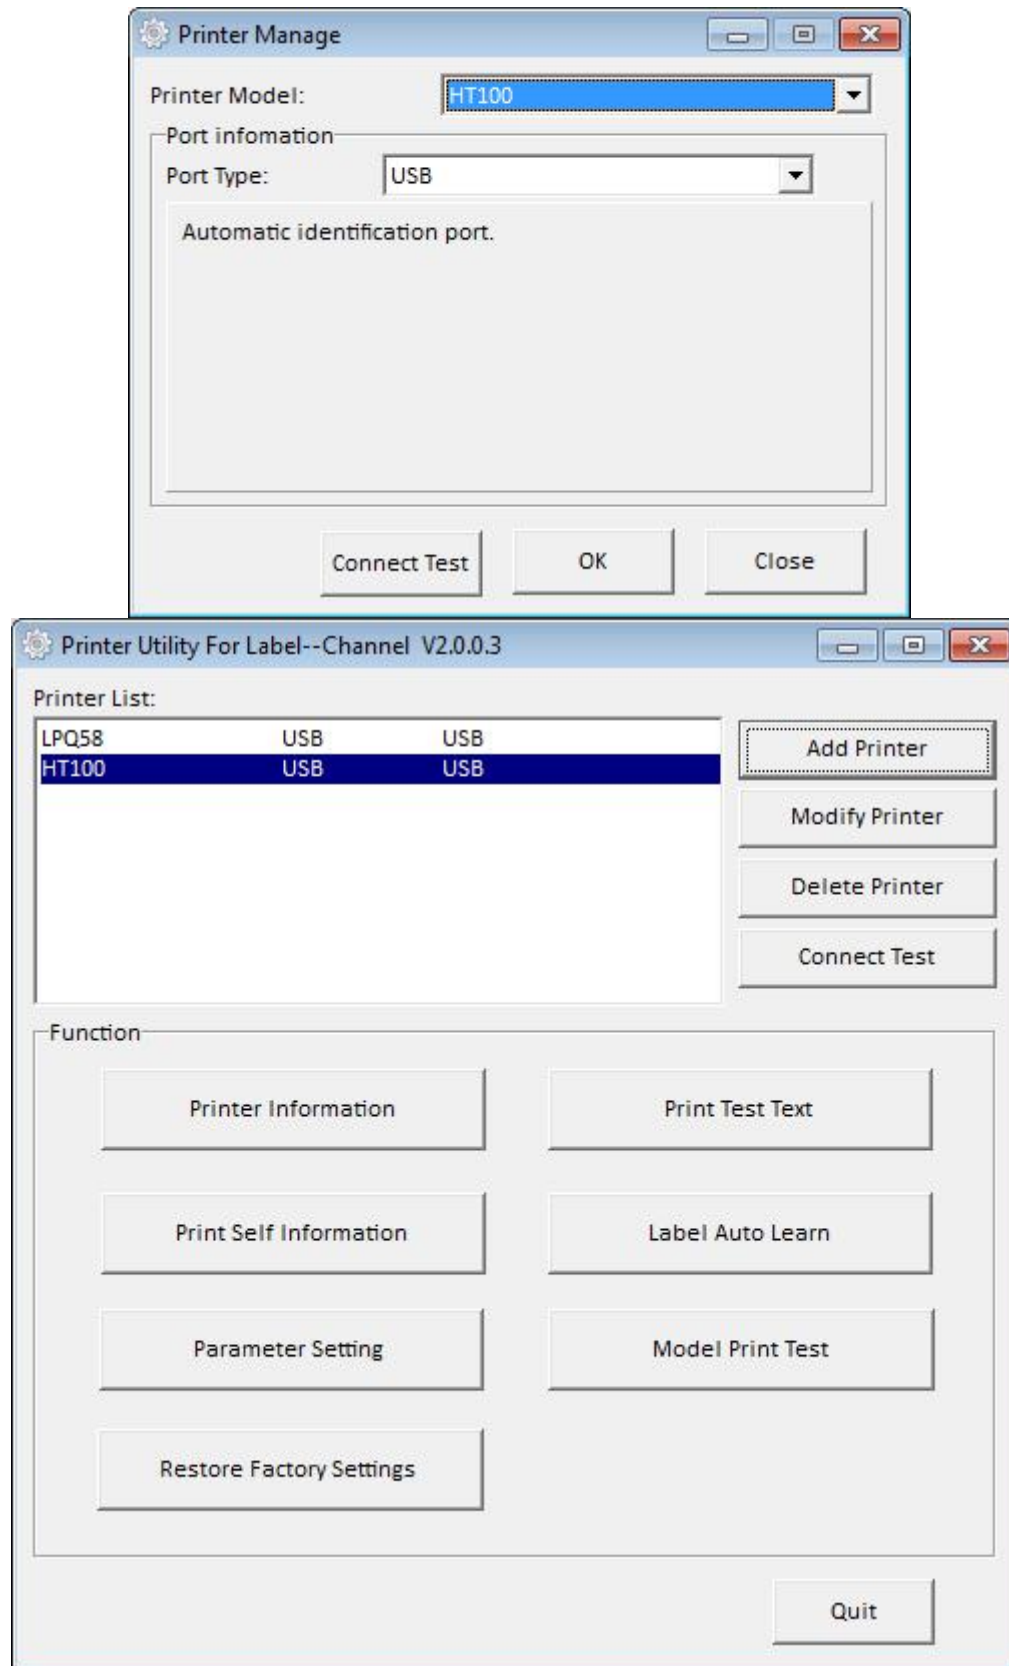 Printer Manage
Printer Model: HT100
Port infomation
Port Type: USB
Automatic identification port.
Connect Test OK Close
Printer Utility For Label--Channel V2.0.0.3
Printer List:
LPQ58 USB USB
HT100 USB USB
Add Printer
Modify Printer
Delete Printer
Connect Test
Function
Printer Information Print Test Text
Print Self Information Label Auto Learn
Parameter Setting Model Print Test
Restore Factory Settings
Quit